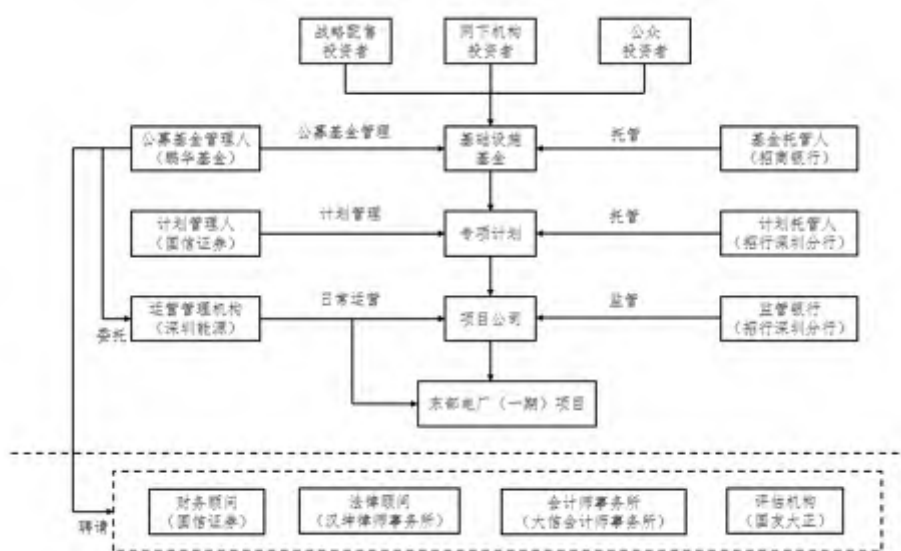 战略配售
投资者
网下机构
投资者
公众
投资者
公募基金管理人
（鹏华基金）
公募基金管理
基础设施
基金
托管
基金托管人
（招商银行）
计划管理人
（国信证券）
计划管理
专项计划
托管
计划托管人
（招行深圳分行）
运营管理机构
（深圳能源）
日常运营
项目公司
监管
监管银行
（招行深圳分行）
委托
东部电厂（一期）项目
财务顾问
（国信证券）
法律顾问
（汉坤律师事务所）
会计师事务所
（大信会计师事务所）
评估机构
（国友大正）
聘请